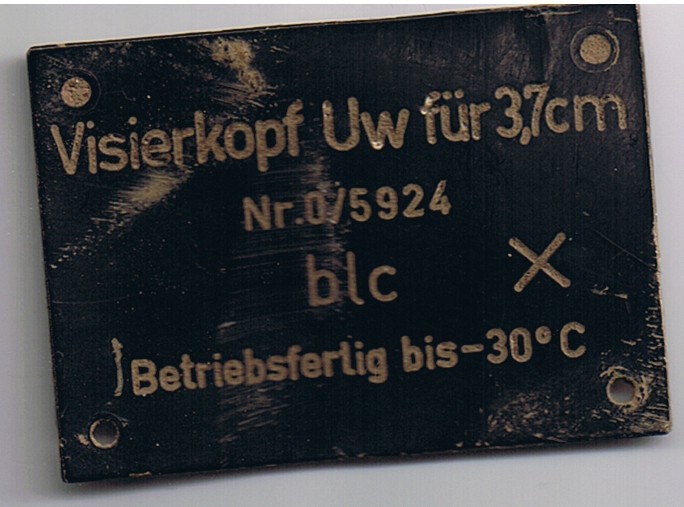 Visierkopf Uw für 3,7cm
Nr.0/5924
blc ×
Betriebsfertig bis -30°C